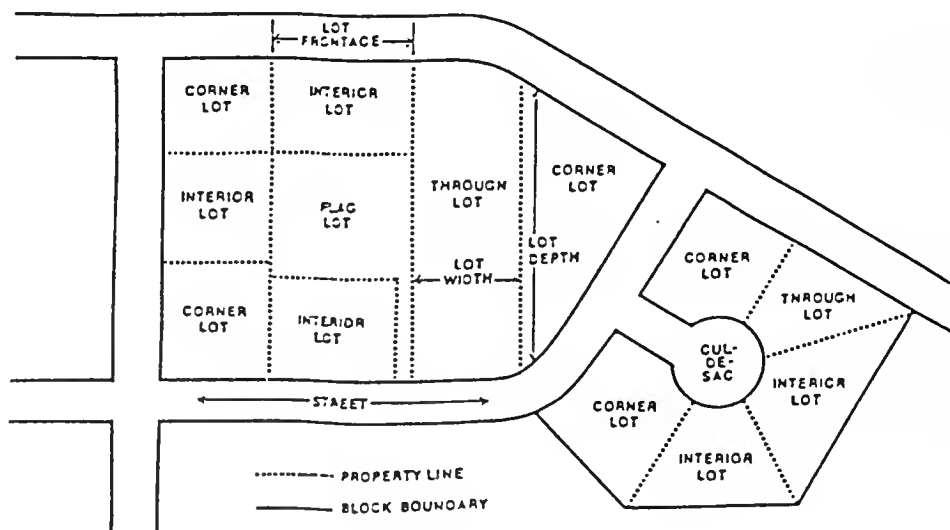 LOT
FRONTAGE
CORNER
LOT
INTERIOR
LOT
INTERIOR
LOT
FLAG
LOT
THROUGH
LOT
CORNER
LOT
LOT
DEPTH
LOT
WIDTH
CORNER
LOT
INTERIOR
LOT
STREET
CORNER
LOT
THROUGH LOT
CUL-
DE-
SAC
INTERIOR
LOT
CORNER
LOT
INTERIOR
LOT
PROPERTY LINE
BLOCK BOUNDARY